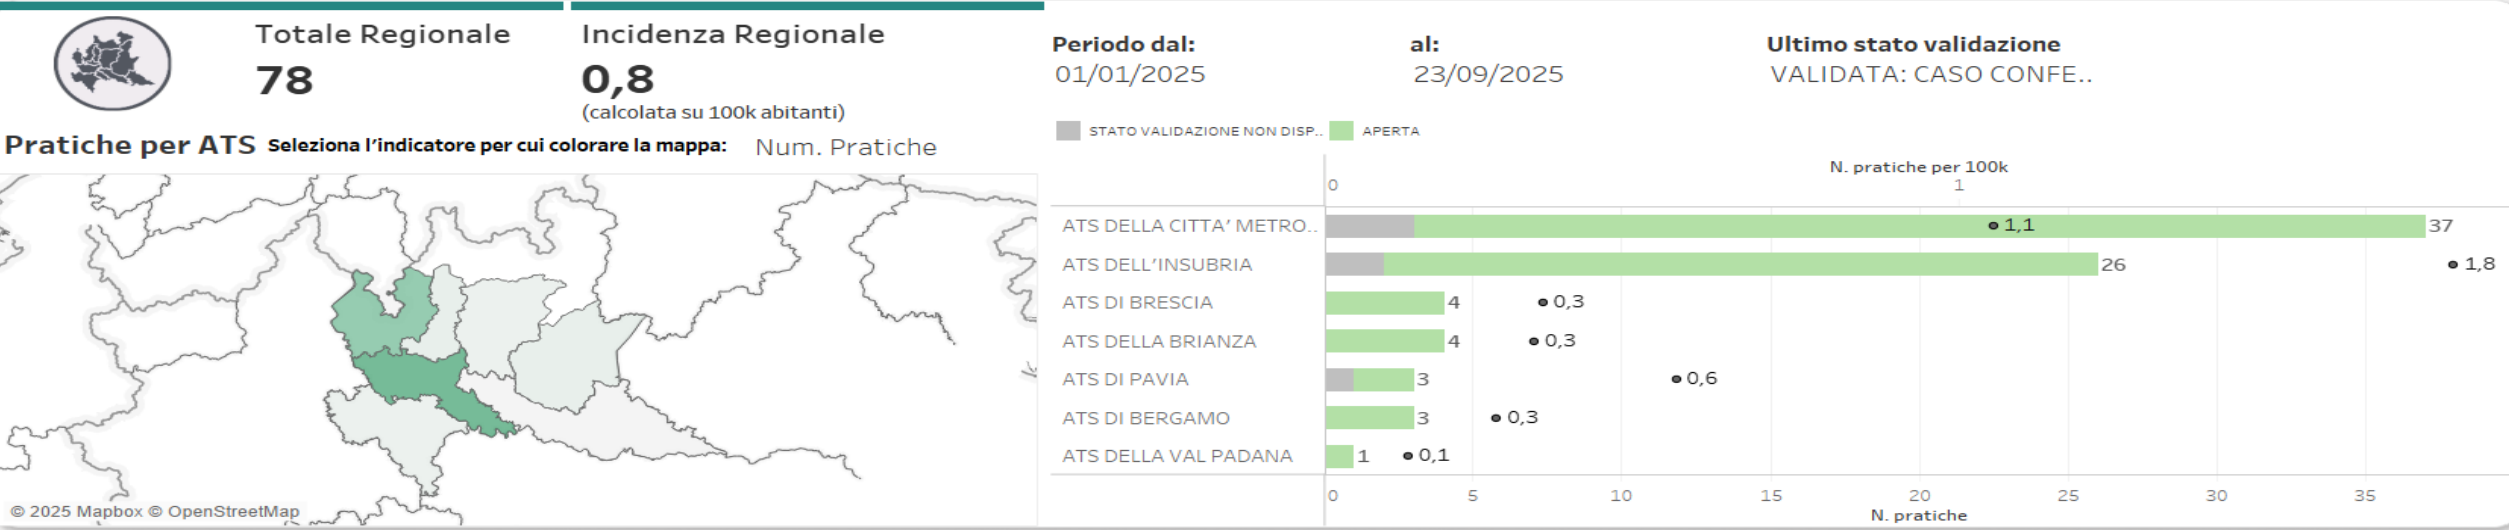 Totale Regionale
78
Incidenza Regionale
0,8
(calcolata su 100k abitanti)
Pratiche per ATS Seleziona l'indicatore per cui colorare la mappa: Num. Pratiche
© 2025 Mapbox © OpenStreetMap
Periodo dal:
01/01/2025
al:
23/09/2025
Ultimo stato validazione
VALIDATA: CASO CONFE..
STATO VALIDAZIONE NON DISP.. APERTA
N. pratiche per 100k
0 1
ATS DELLA CITTA' METRO.. 1,1 37
ATS DELL'INSUBRIA 26 1,8
ATS DI BRESCIA 4 0,3
ATS DELLA BRIANZA 4 0,3
ATS DI PAVIA 3 0,6
ATS DI BERGAMO 3 0,3
ATS DELLA VAL PADANA 1 0,1
0 5 10 15 20 25 30 35
N. pratiche